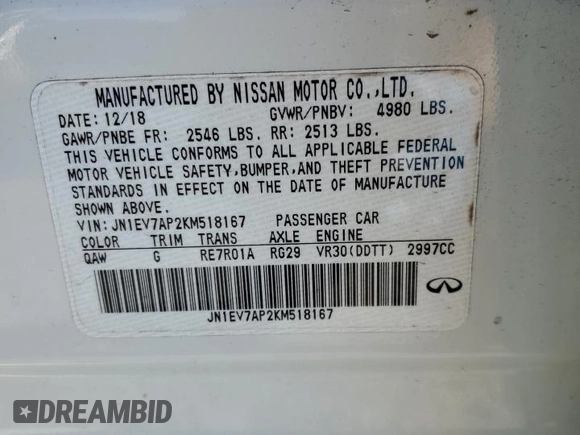 MANUFACTURED BY NISSAN MOTOR CO.,LTD.
DATE: 12/18 GVWR/PNBV: 4980 LBS.
GAWR/PNBE FR: 2546 LBS. RR: 2513 LBS.
THIS VEHICLE CONFORMS TO ALL APPLICABLE FEDERAL
MOTOR VEHICLE SAFETY,BUMPER,AND THEFT PREVENTION
STANDARDS IN EFFECT ON THE DATE OF MANUFACTURE
SHOWN ABOVE.
VIN:JN1EV7AP2KM518167 PASSENGER CAR
COLOR TRIM TRANS AXLE ENGINE
QAW G RE7R01A RG29 VR30(DDTT) 2997CC
JN1EV7AP2KM518167
DREAMBID